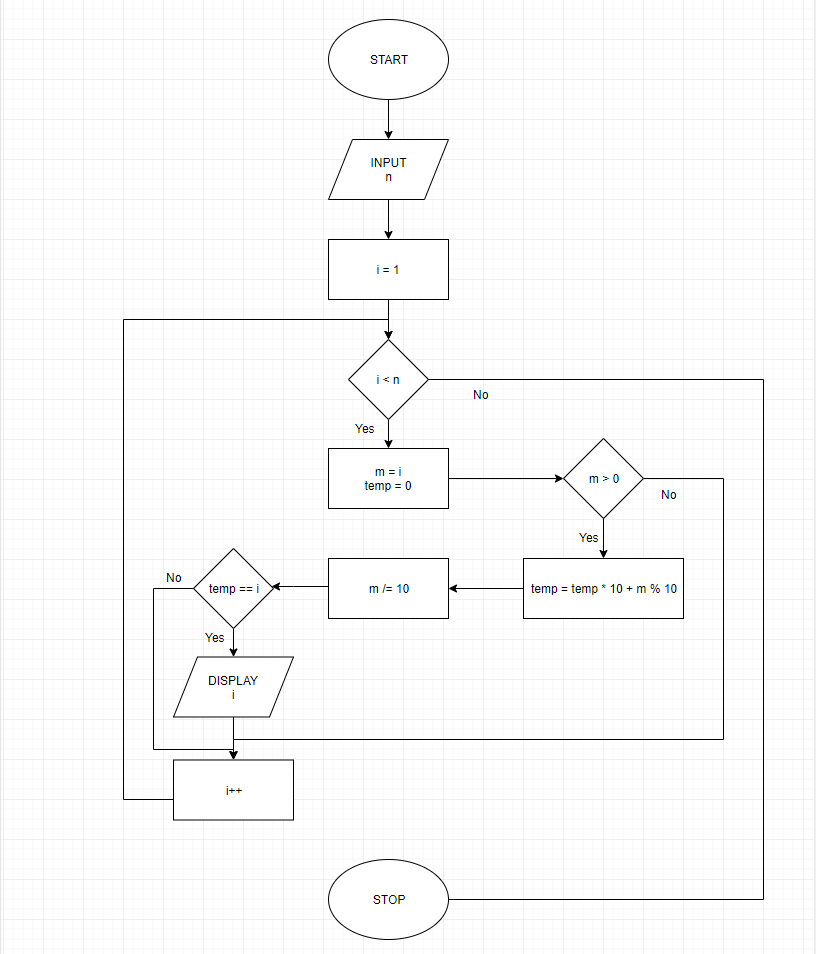 START
INPUT
n
i = 1
i < n
No
Yes
m = i
temp = 0
m > 0
No
Yes
temp = temp * 10 + m % 10
m /= 10
temp == i
No
Yes
DISPLAY
i
i++
STOP